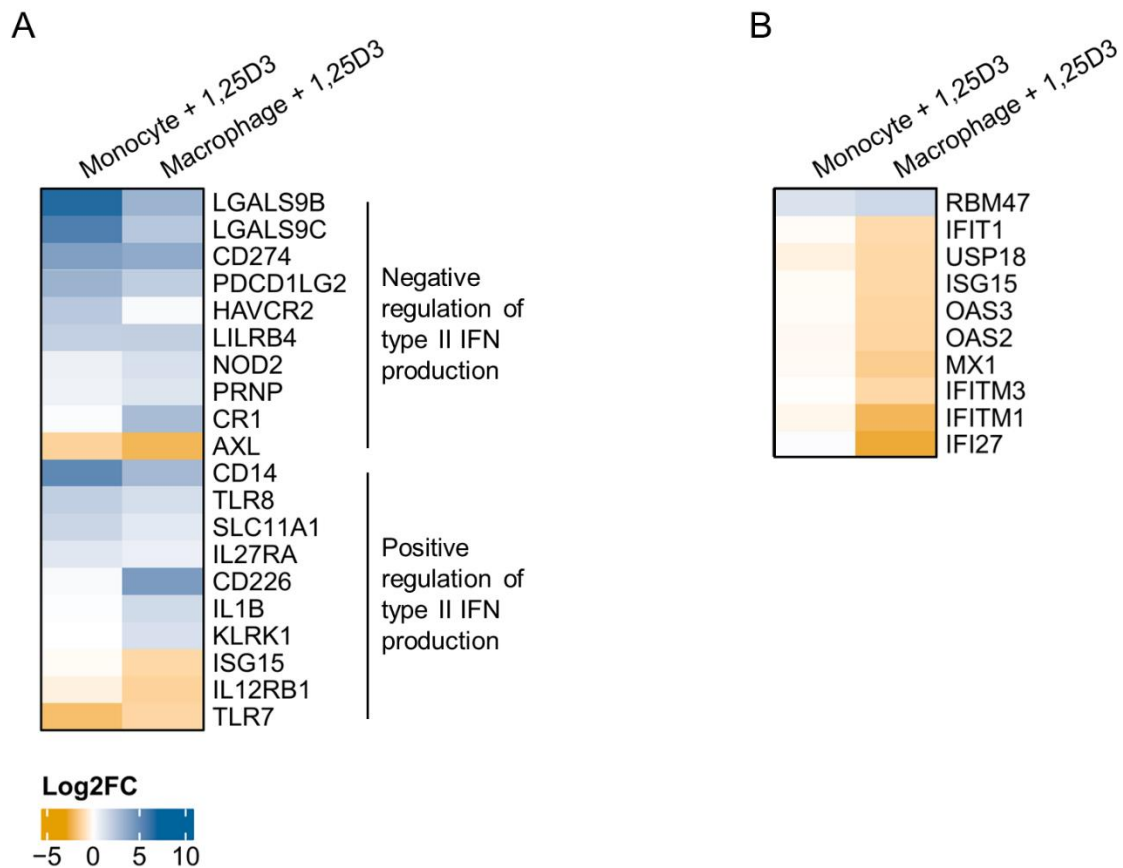 A
Monocyte + 1,25D3
Macrophage + 1,25D3
LGALS9B
LGALS9C
CD274
PDCD1LG2
HAVCR2
LILRB4
NOD2
PRNP
CR1
AXL
Negative
regulation of
type II IFN
production
CD14
TLR8
SLC11A1
IL27RA
CD226
IL1B
KLRK1
ISG15
IL12RB1
TLR7
Positive
regulation of
type II IFN
production
Log2FC
−5 0 5 10
B
Monocyte + 1,25D3
Macrophage + 1,25D3
RBM47
IFIT1
USP18
ISG15
OAS3
OAS2
MX1
IFITM3
IFITM1
IFI27